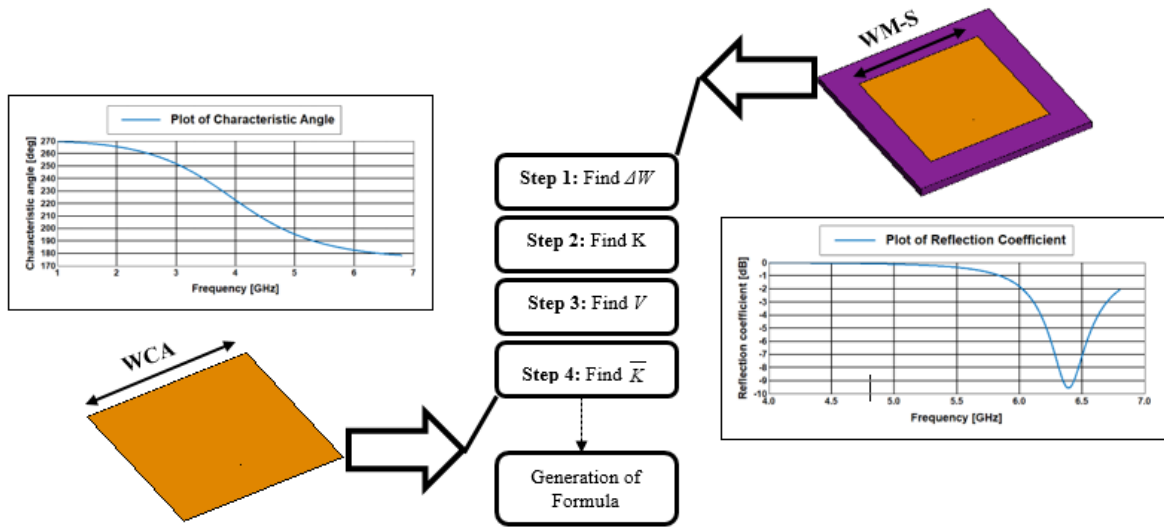 WM-S
Plot of Characteristic Angle
Characteristic angle [deg]
270
260
250
240
230
220
210
200
190
180
170
1 2 3 4 5 6 7
Frequency [GHz]
Step 1: Find ΔW
Step 2: Find K
Step 3: Find V
Step 4: Find K̅
Generation of
Formula
Plot of Reflection Coefficient
Reflection coefficient [dB]
0
-1
-2
-3
-4
-5
-6
-7
-8
-9
-10
4.0 4.5 5.0 5.5 6.0 6.5 7.0
Frequency [GHz]
WCA